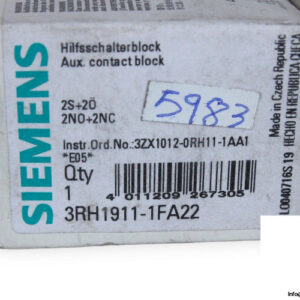 SIEMENS
Hilfsschalterblock
Aux. contact block
2S+2Ö
2NO+2NC
5983
Instr.Ord.No.:3ZX1012-0RH11-1AA1
*E05*
Qty
1
4 011209 267305
3RH1911-1FA22
Made in Czech Republic
HECHO EN REPUBLICA CHECA